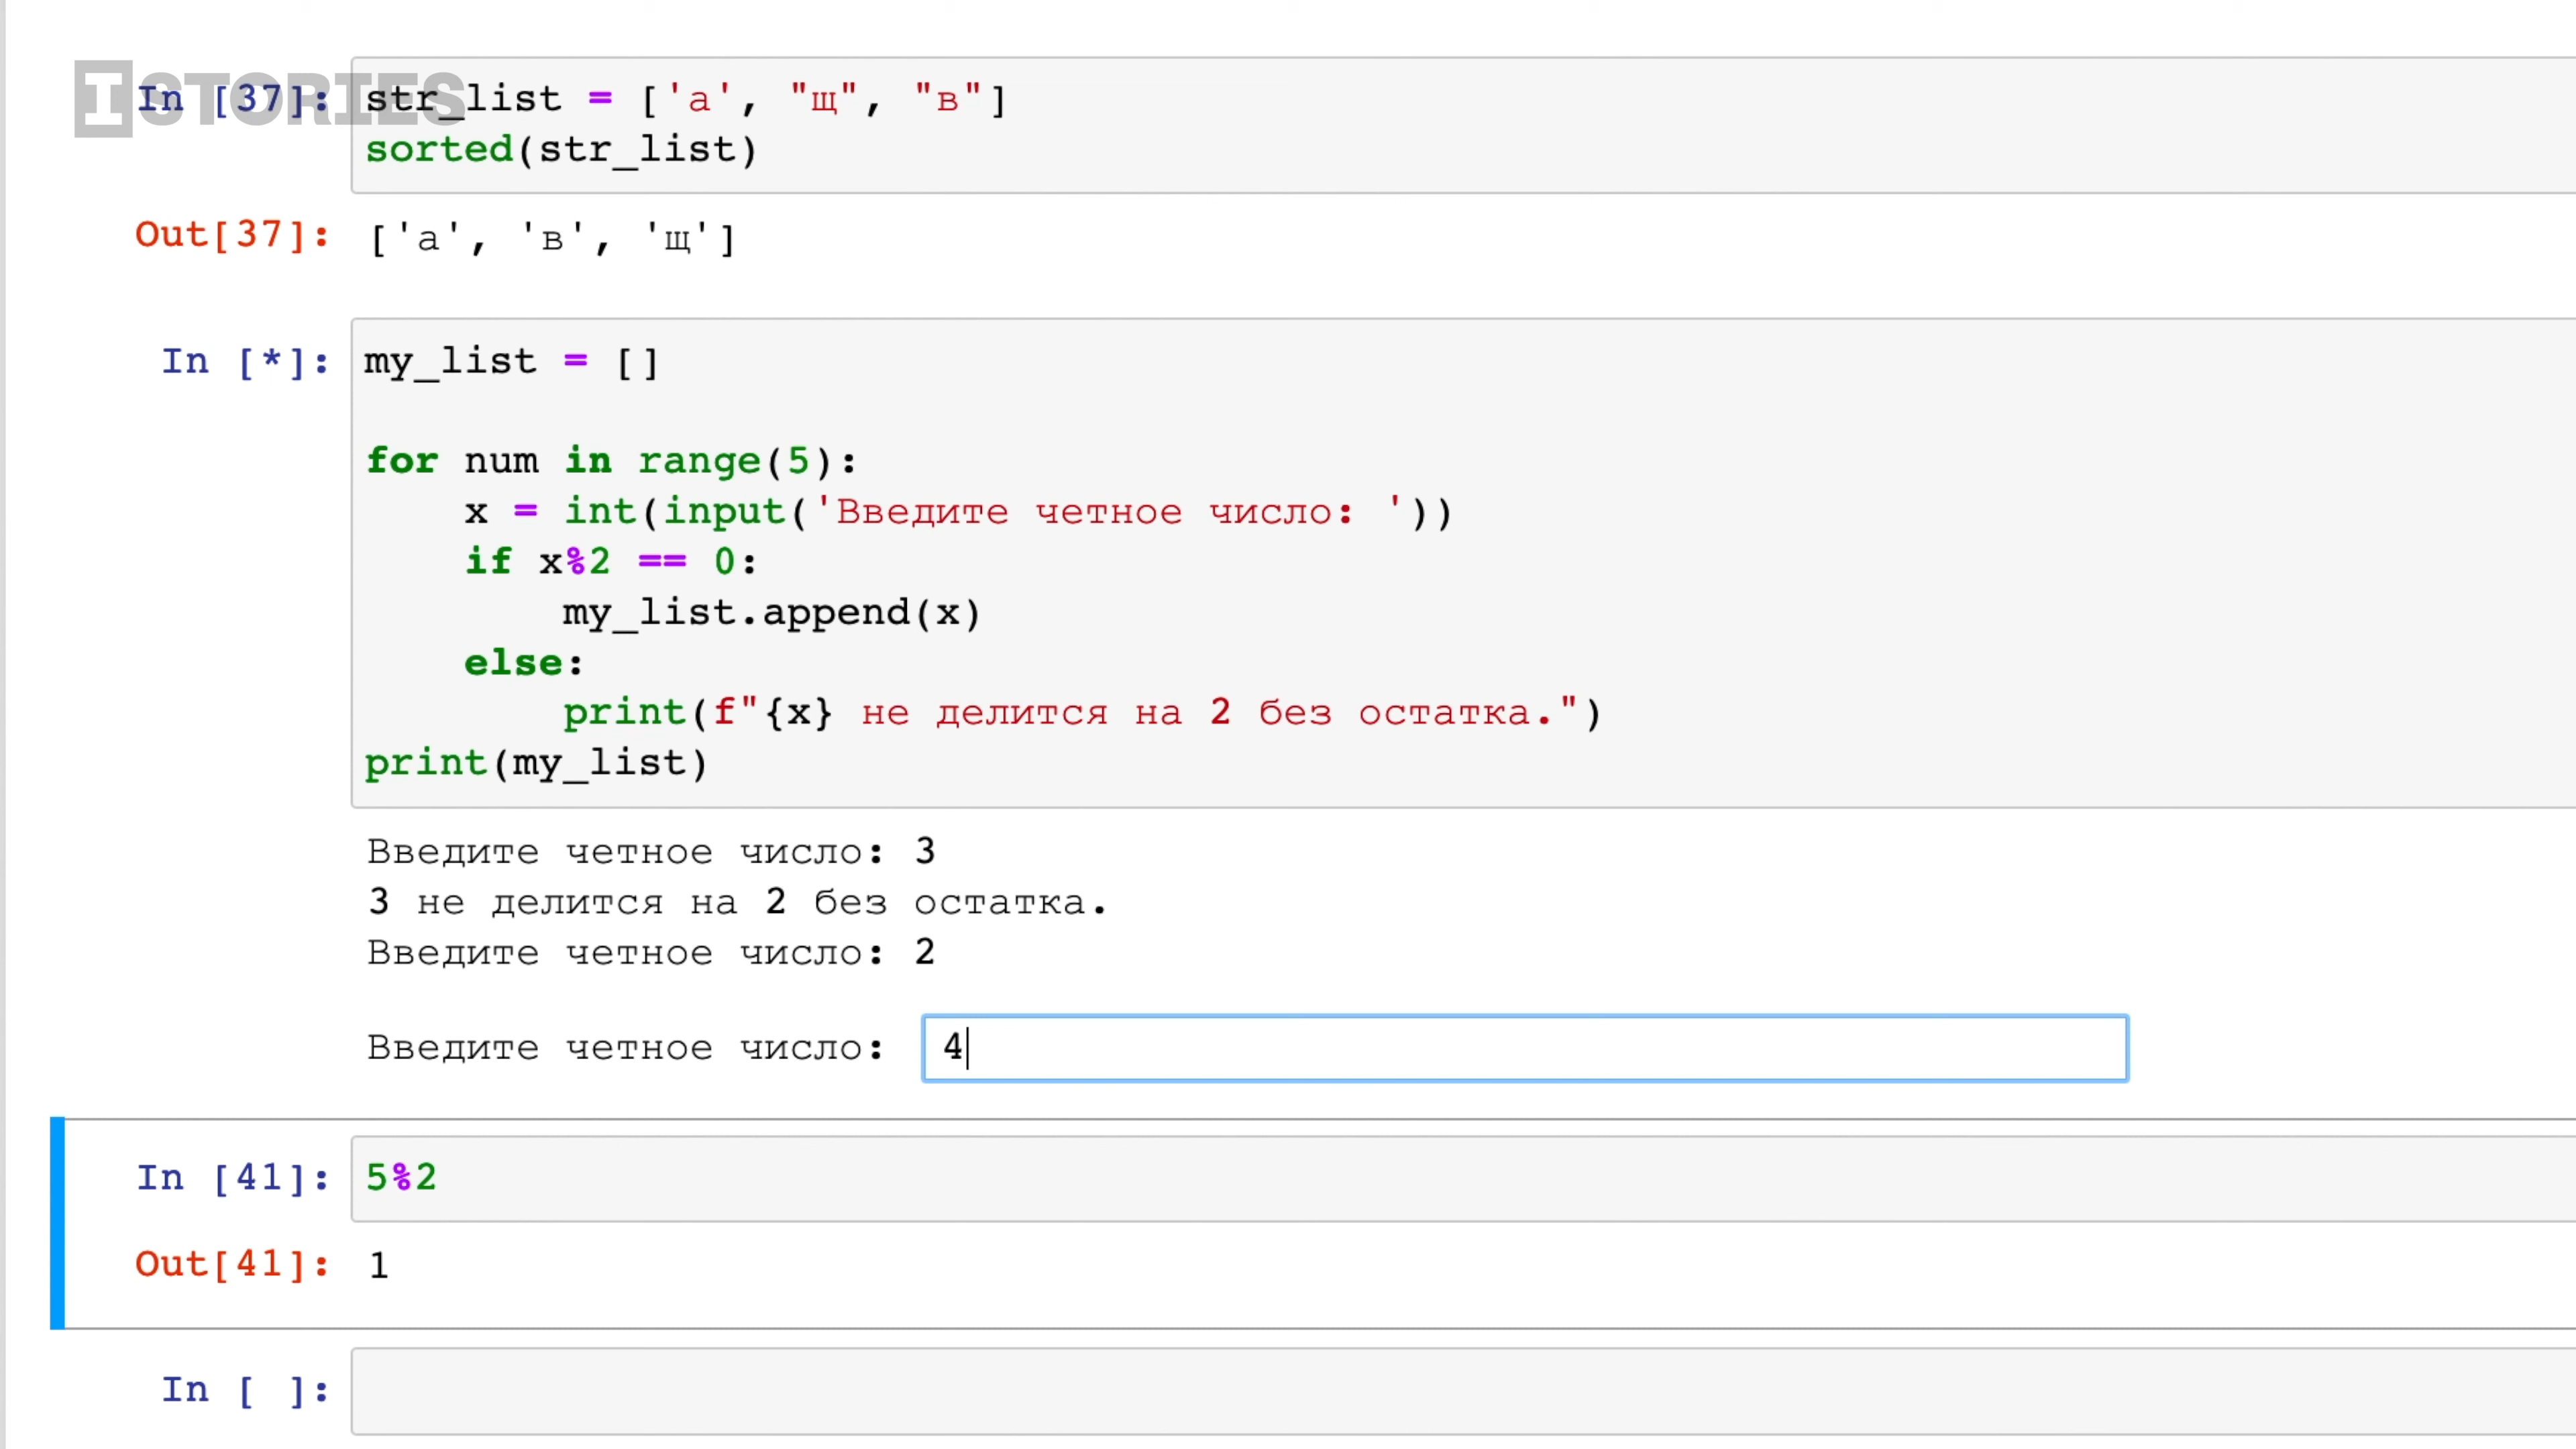 ISTORIES
In [37]: str_list = ['а', "щ", "в"]
sorted(str_list)
Out[37]: ['а', 'в', 'щ']
In [*]: my_list = []
for num in range(5):
x = int(input('Введите четное число: '))
if x%2 == 0:
my_list.append(x)
else:
print(f"{x} не делится на 2 без остатка.")
print(my_list)
Введите четное число: 3
3 не делится на 2 без остатка.
Введите четное число: 2
Введите четное число: 4
In [41]: 5%2
Out[41]: 1
In [ ]: